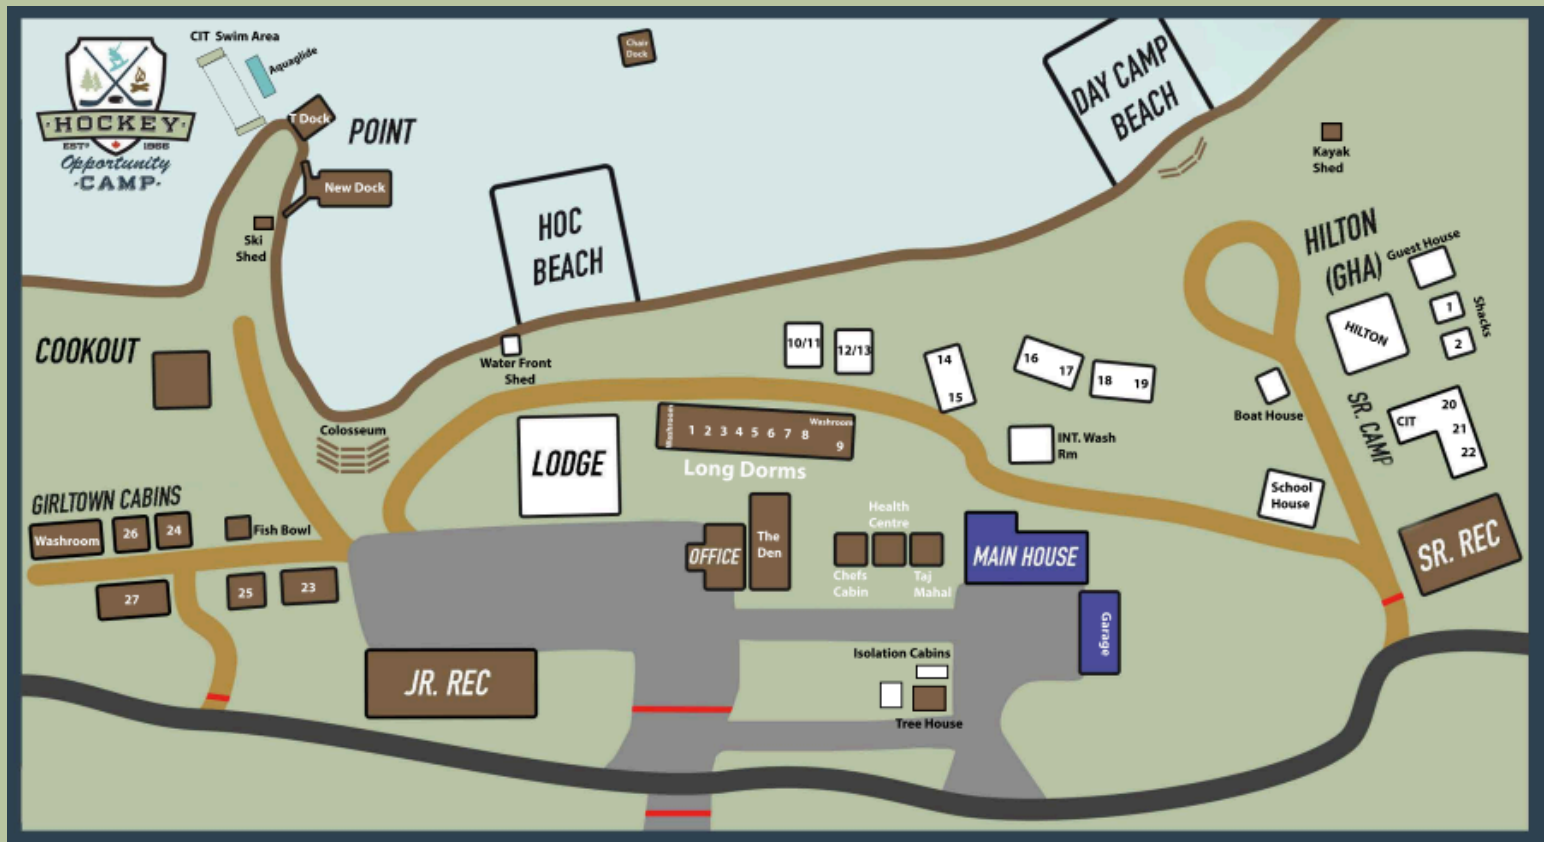 CIT Swim Area
Aquaglide
HOCKEY
ESTD 1966
Opportunity
·CAMP·
T Dock
POINT
New Dock
Ski
Shed
Chair
Dock
HOC
BEACH
DAY CAMP
BEACH
Kayak
Shed
HILTON
(GHA)
Guest House
HILTON
1
2
Shacks
COOKOUT
Water Front
Shed
10/11
12/13
14
15
16
17
18
19
Boat House
SR. CAMP
CIT
20
21
22
Colosseum
LODGE
Washroom
1 2 3 4 5 6 7 8
Washroom
9
Long Dorms
INT. Wash
Rm
School
House
SR. REC
GIRLTOWN CABINS
Washroom
26
24
Fish Bowl
27
25
23
OFFICE
The
Den
Health
Centre
Chefs
Cabin
Taj
Mahal
MAIN HOUSE
Garage
JR. REC
Isolation Cabins
Tree House